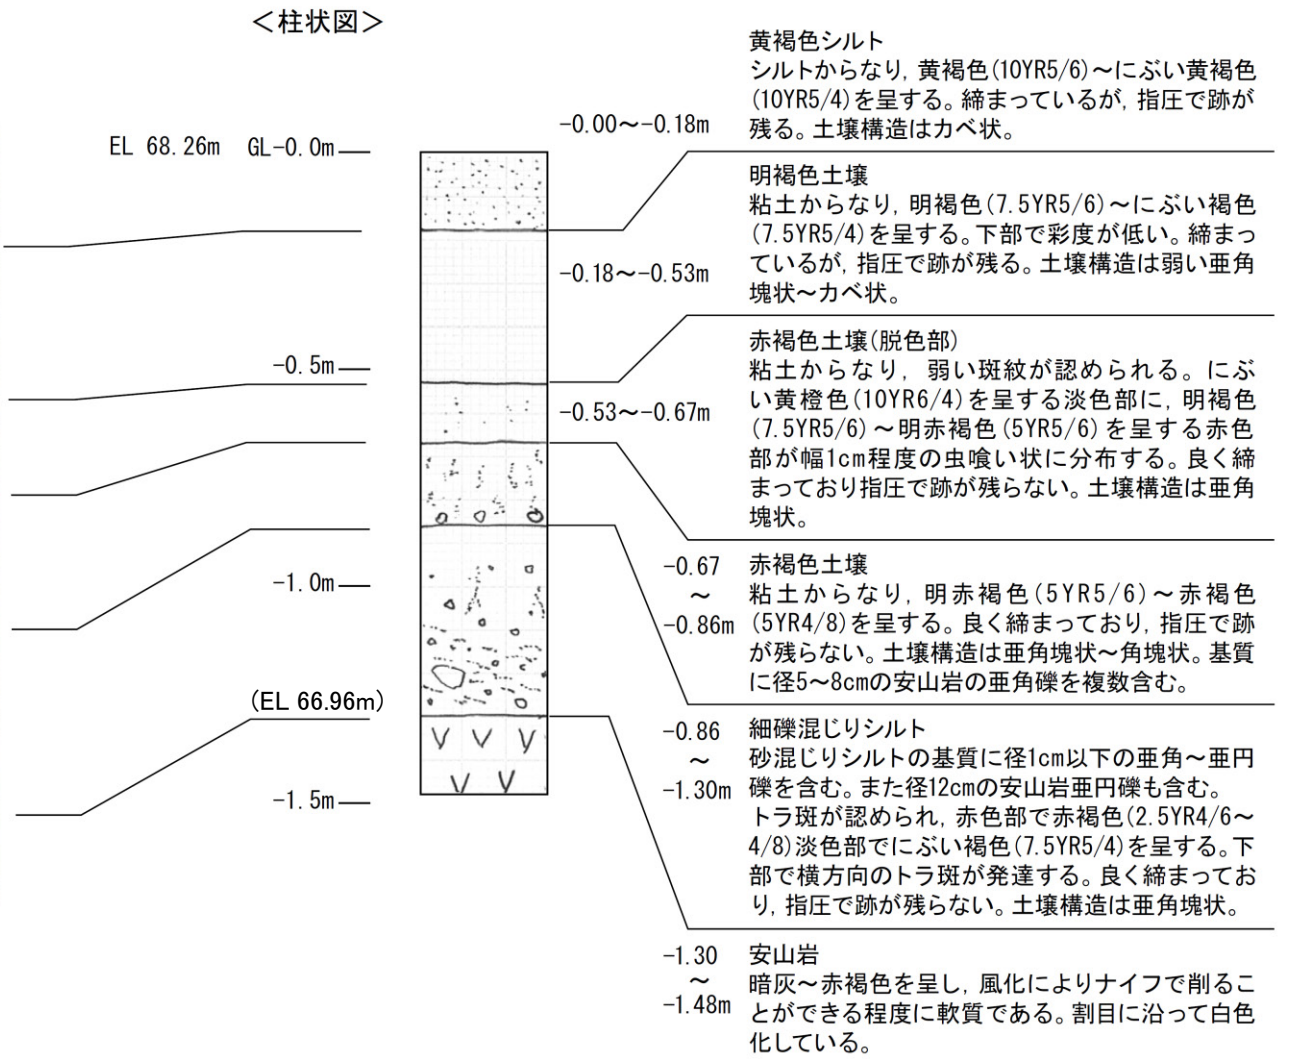 ＜柱状図＞
EL 68.26m GL-0.0m
-0.5m
-1.0m
(EL 66.96m)
-1.5m
-0.00～-0.18m
黄褐色シルト
シルトからなり，黄褐色(10YR5/6)～にぶい黄褐色
(10YR5/4)を呈する。締まっているが，指圧で跡が
残る。土壌構造はカベ状。
-0.18～-0.53m
明褐色土壌
粘土からなり，明褐色(7.5YR5/6)～にぶい褐色
(7.5YR5/4)を呈する。下部で彩度が低い。締まっ
ているが，指圧で跡が残る。土壌構造は弱い亜角
塊状～カベ状。
-0.53～-0.67m
赤褐色土壌(脱色部)
粘土からなり，弱い斑紋が認められる。にぶ
い黄橙色(10YR6/4)を呈する淡色部に，明褐色
(7.5YR5/6)～明赤褐色(5YR5/6)を呈する赤色
部が幅1cm程度の虫喰い状に分布する。良く締
まっており指圧で跡が残らない。土壌構造は亜角
塊状。
-0.67
～
-0.86m
赤褐色土壌
粘土からなり，明赤褐色(5YR5/6)～赤褐色
(5YR4/8)を呈する。良く締まっており，指圧で跡
が残らない。土壌構造は亜角塊状～角塊状。基質
に径5～8cmの安山岩の亜角礫を複数含む。
-0.86
～
-1.30m
細礫混じりシルト
砂混じりシルトの基質に径1cm以下の亜角～亜円
礫を含む。また径12cmの安山岩亜円礫も含む。
トラ斑が認められ，赤色部で赤褐色(2.5YR4/6～
4/8)淡色部でにぶい褐色(7.5YR5/4)を呈する。下
部で横方向のトラ斑が発達する。良く締まってお
り，指圧で跡が残らない。土壌構造は亜角塊状。
-1.30
～
-1.48m
安山岩
暗灰～赤褐色を呈し，風化によりナイフで削るこ
とができる程度に軟質である。割目に沿って白色
化している。